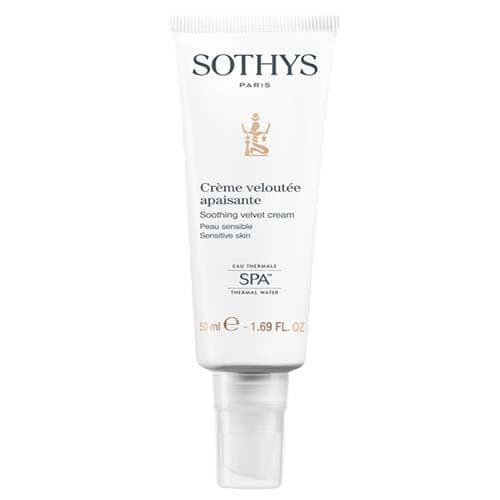 SOTHYS
PARIS
Crème veloutée
apaisante
Soothing velvet cream
Peau sensible
Sensitive skin
EAU THERMALE
SPA™
THERMAL WATER
50 ml ℮ - 1.69 FL. OZ